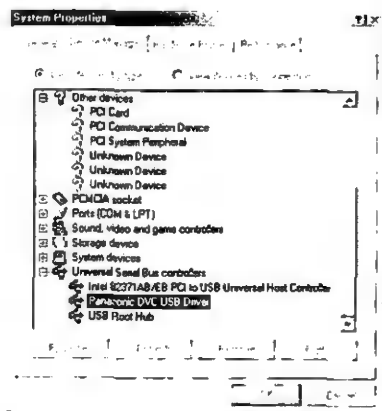 System Properties
Device Manager
Other devices
PCI Card
PCI Communication Device
PCI System Peripheral
Unknown Device
Unknown Device
Unknown Device
PCMCIA socket
Ports (COM & LPT)
Sound, video and game controllers
Storage device
System devices
Universal Serial Bus controllers
Intel 82371AB/EB PCI to USB Universal Host Controller
Panasonic DVC USB Driver
USB Root Hub